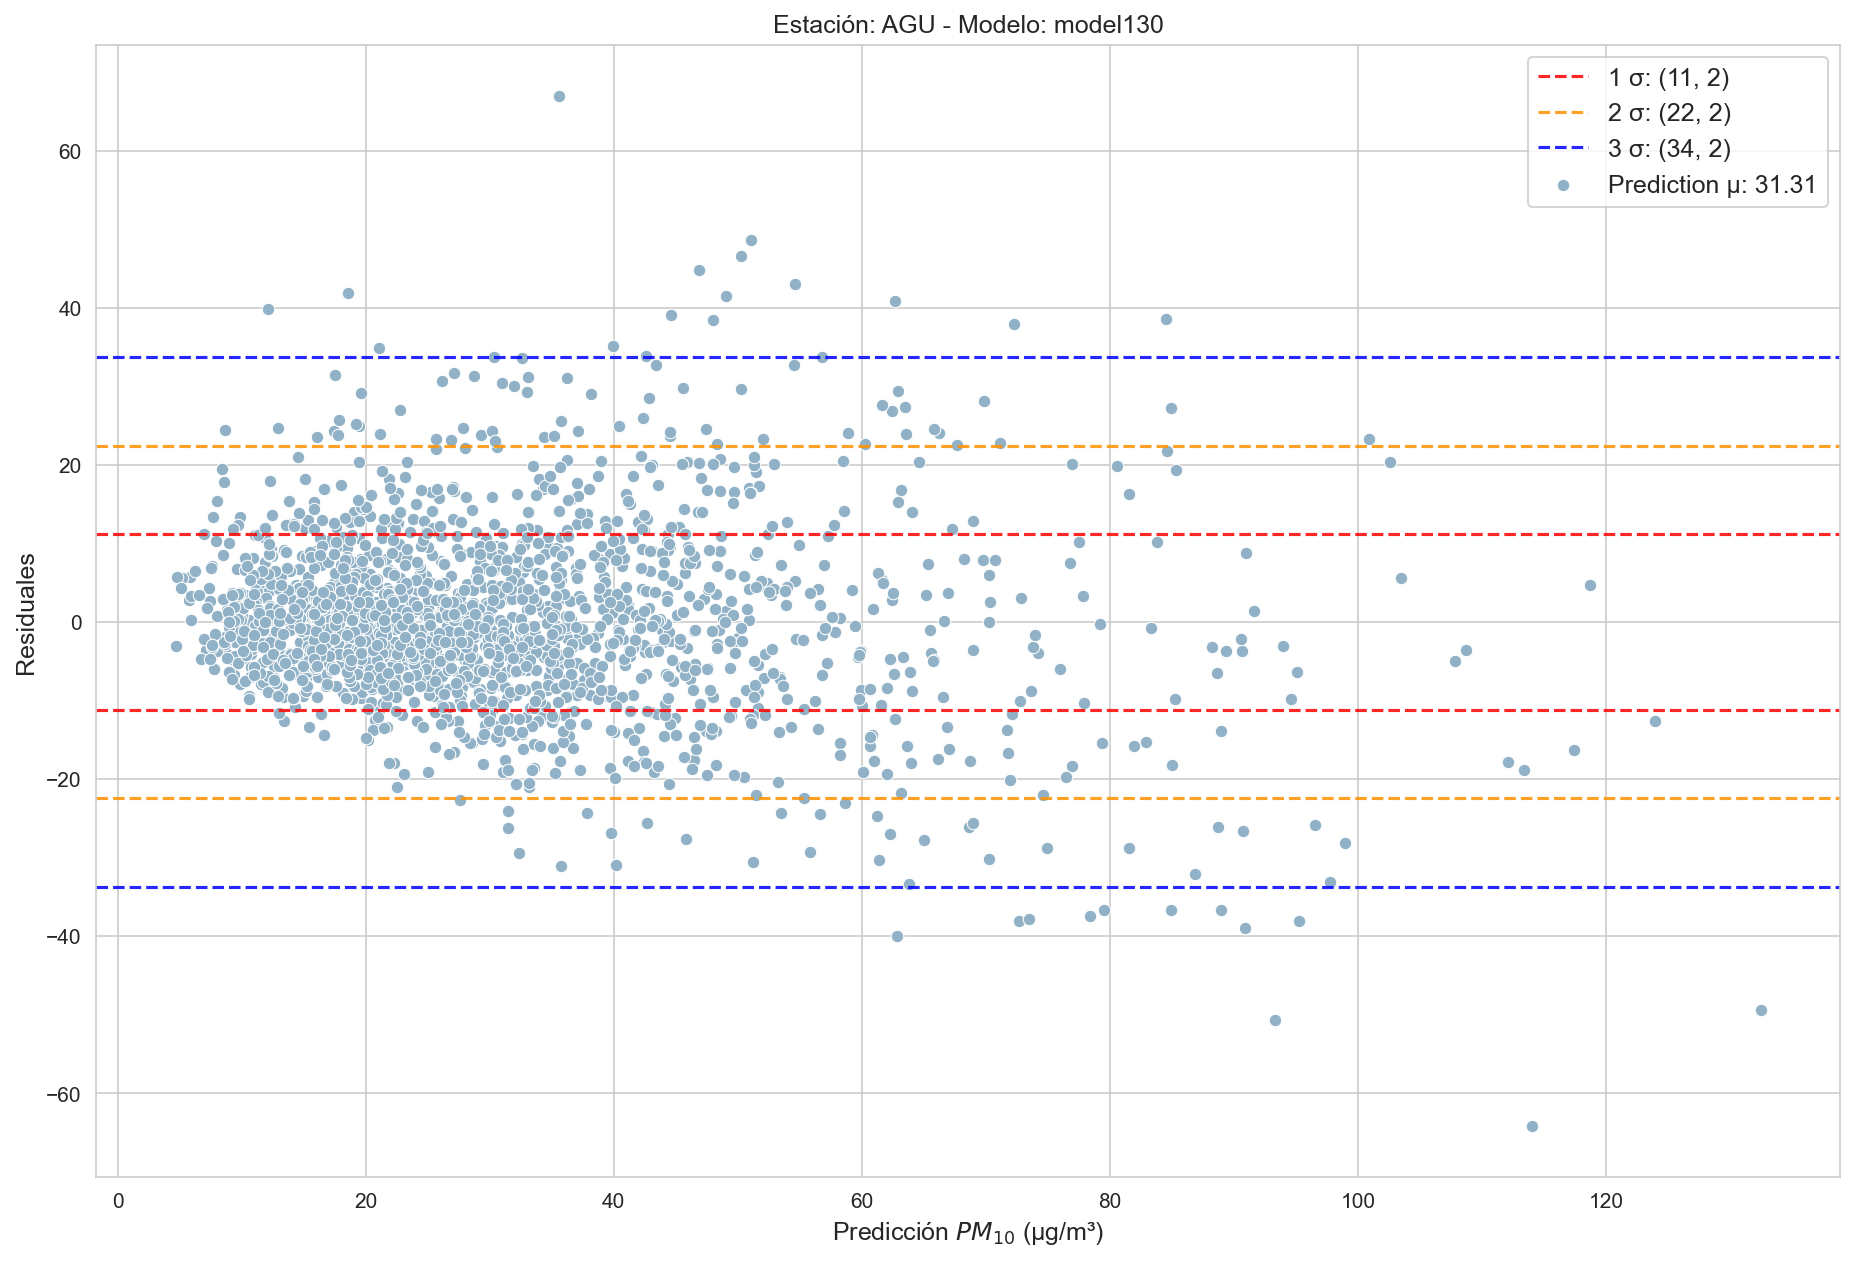 Estación: AGU - Modelo: model130
1 σ: (11, 2)
2 σ: (22, 2)
3 σ: (34, 2)
Prediction μ: 31.31
60
40
20
0
−20
−40
−60
Residuales
0 20 40 60 80 100 120
Predicción PM₁₀ (μg/m³)